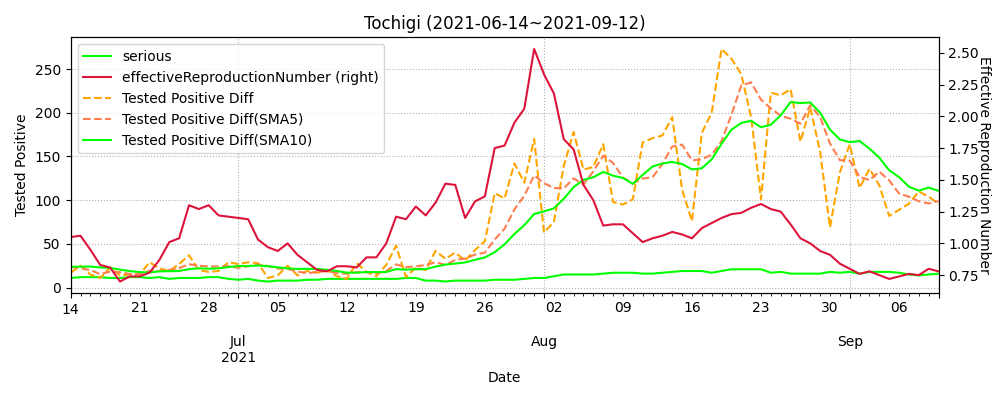 Tochigi (2021-06-14~2021-09-12)
serious
effectiveReproductionNumber (right)
Tested Positive Diff
Tested Positive Diff(SMA5)
Tested Positive Diff(SMA10)
Tested Positive
250
200
150
100
50
0
Effective Reproduction Number
2.50
2.25
2.00
1.75
1.50
1.25
1.00
0.75
14 21 28 05 12 19 26 02 09 16 23 30 06
Jul Aug Sep
2021
Date